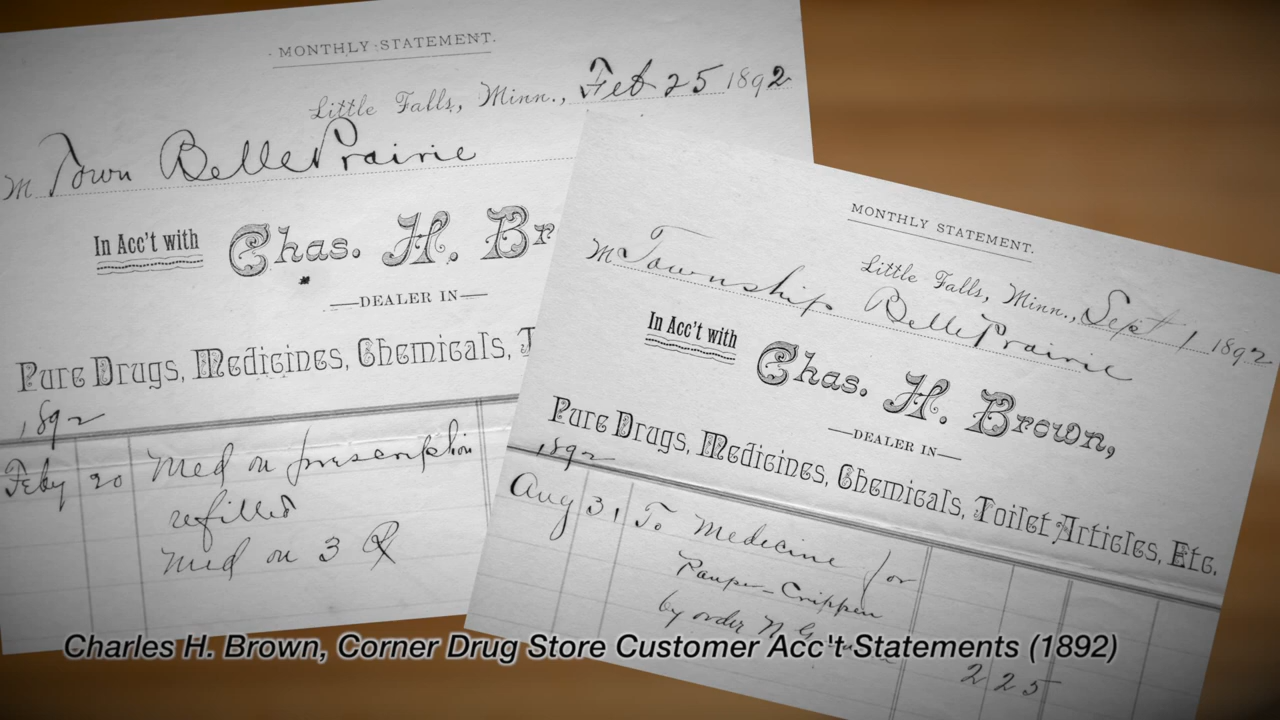 MONTHLY STATEMENT.
Little Falls, Minn., Feb 25 1892
M Town Belle Prairie
In Acc't with
Chas. H. Br
DEALER IN
Pure Drugs, Medicines, Chemicals, T
1892
Feby 20 Med on prescription
refilled
Med on 3 Rx
MONTHLY STATEMENT.
Little Falls, Minn., Sept 1 1892
M Township Belle Prairie
In Acc't with
Chas. H. Brown,
DEALER IN
Pure Drugs, Medicines, Chemicals, Toilet Articles, Etc.
1892
Aug 31 To Medicine for
Pauper-Crippen
by order N.G.
2 25
Charles H. Brown, Corner Drug Store Customer Acc't Statements (1892)